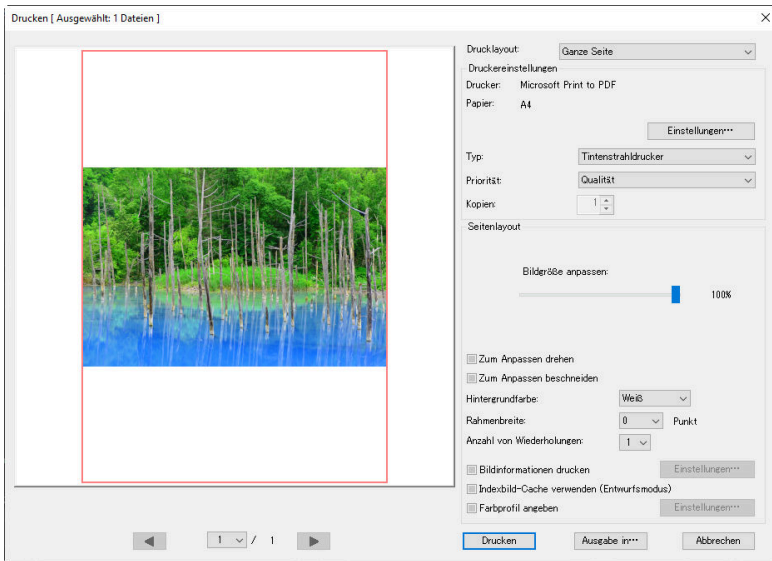 Drucken [ Ausgewählt: 1 Dateien ]
Drucklayout: Ganze Seite
Druckereinstellungen
Drucker: Microsoft Print to PDF
Papier: A4
Einstellungen···
Typ: Tintenstrahldrucker
Priorität: Qualität
Kopien: 1
Seitenlayout
Bildgröße anpassen:
100%
Zum Anpassen drehen
Zum Anpassen beschneiden
Hintergrundfarbe: Weiß
Rahmenbreite: 0 Punkt
Anzahl von Wiederholungen: 1
Bildinformationen drucken Einstellungen···
Indexbild-Cache verwenden (Entwurfsmodus)
Farbprofil angeben Einstellungen···
1 / 1 Drucken Ausgabe in··· Abbrechen